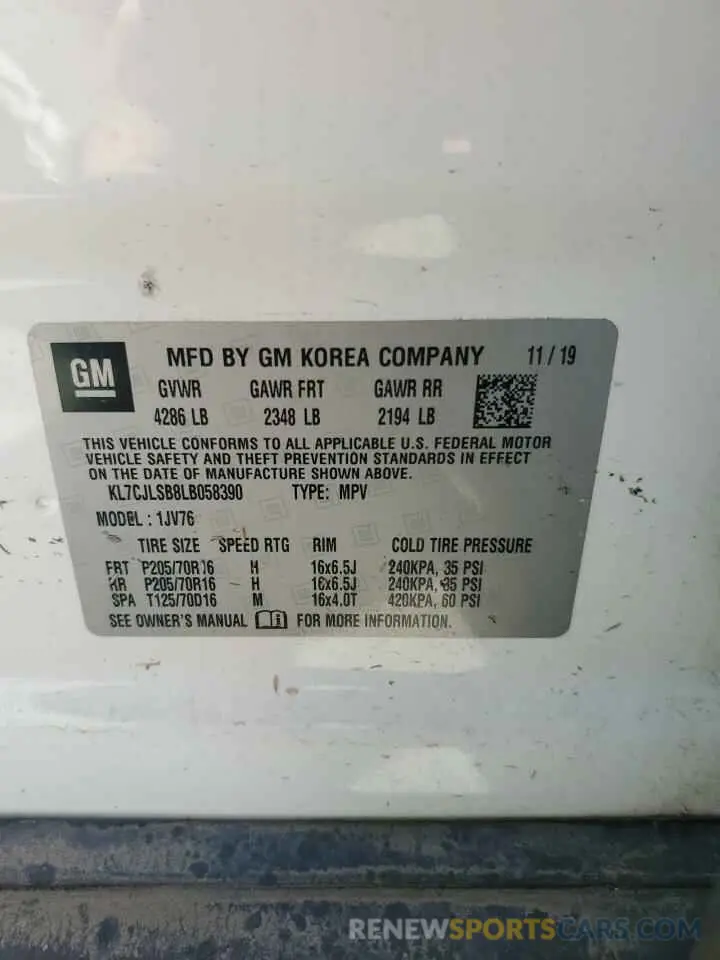 GM MFD BY GM KOREA COMPANY 11 / 19
GVWR GAWR FRT GAWR RR
4286 LB 2348 LB 2194 LB
THIS VEHICLE CONFORMS TO ALL APPLICABLE U.S. FEDERAL MOTOR
VEHICLE SAFETY AND THEFT PREVENTION STANDARDS IN EFFECT
ON THE DATE OF MANUFACTURE SHOWN ABOVE.
KL7CJLSB8LB058390 TYPE: MPV
MODEL : 1JV76
TIRE SIZE SPEED RTG RIM COLD TIRE PRESSURE
FRT P205/70R16 H 16x6.5J 240KPA, 35 PSI
RR P205/70R16 H 16x6.5J 240KPA, 35 PSI
SPA T125/70D16 M 16x4.0T 420KPA, 60 PSI
SEE OWNER'S MANUAL FOR MORE INFORMATION.
RENEWSPORTSCARS.COM